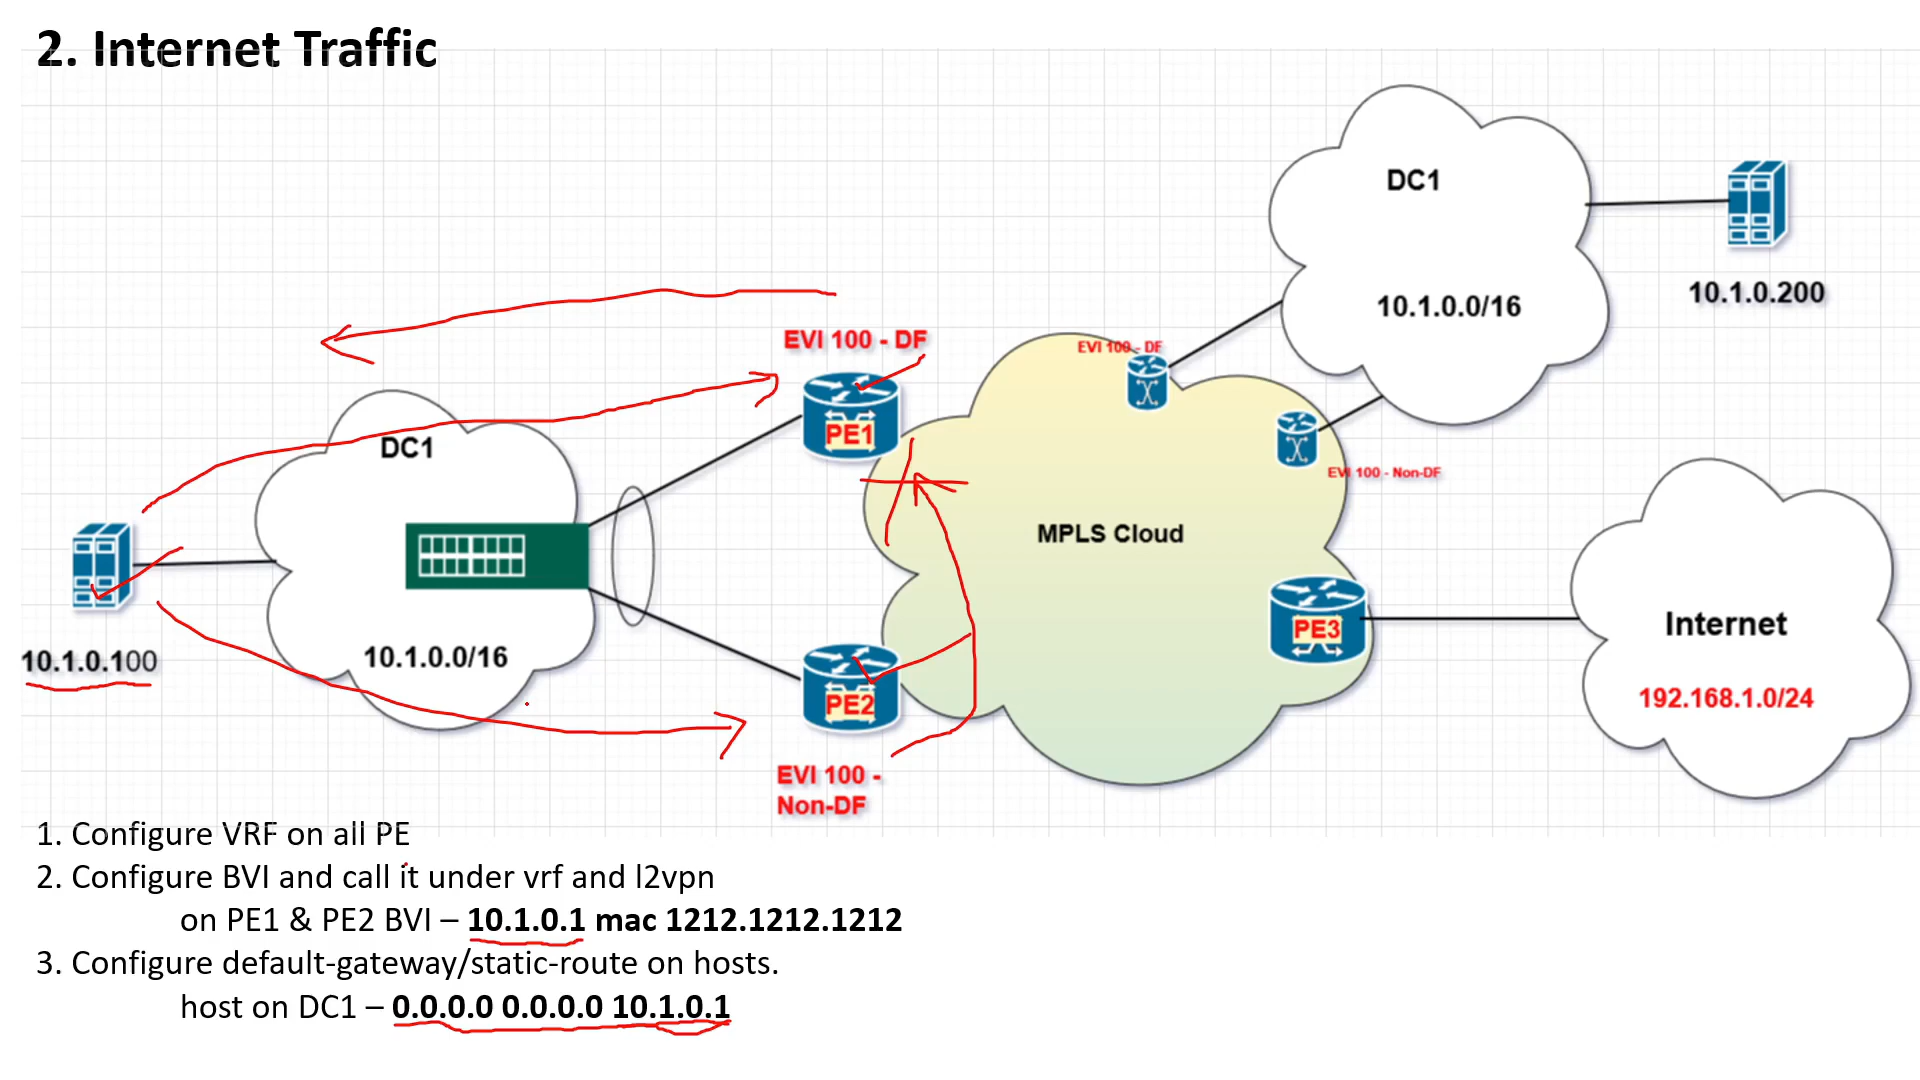 2. Internet Traffic
DC1
10.1.0.0/16
10.1.0.200
EVI 100 - DF
EVI 100 - DF
PE1
DC1
EVI 100 - Non-DF
MPLS Cloud
10.1.0.100
10.1.0.0/16
PE3
Internet
192.168.1.0/24
PE2
EVI 100 -
Non-DF
1. Configure VRF on all PE
2. Configure BVI and call it under vrf and l2vpn
on PE1 & PE2 BVI – 10.1.0.1 mac 1212.1212.1212
3. Configure default-gateway/static-route on hosts.
host on DC1 – 0.0.0.0 0.0.0.0 10.1.0.1